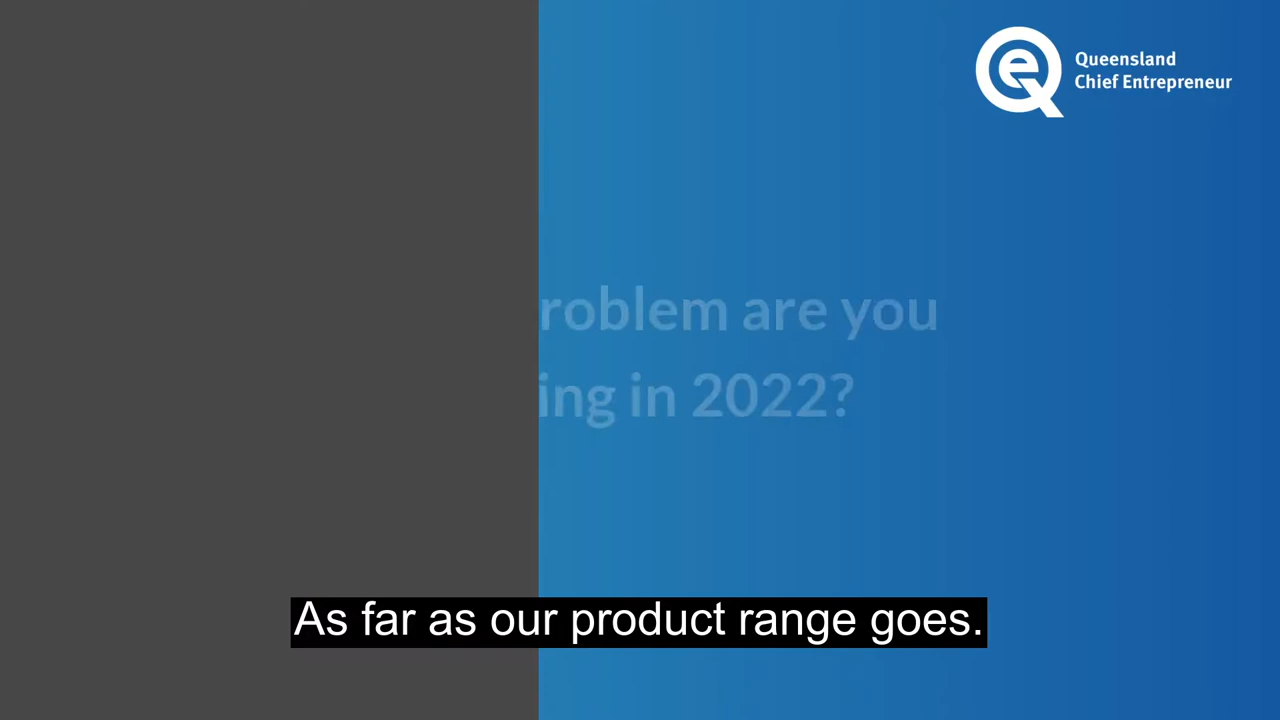 Queensland
Chief Entrepreneur
roblem are you
ing in 2022?
As far as our product range goes.